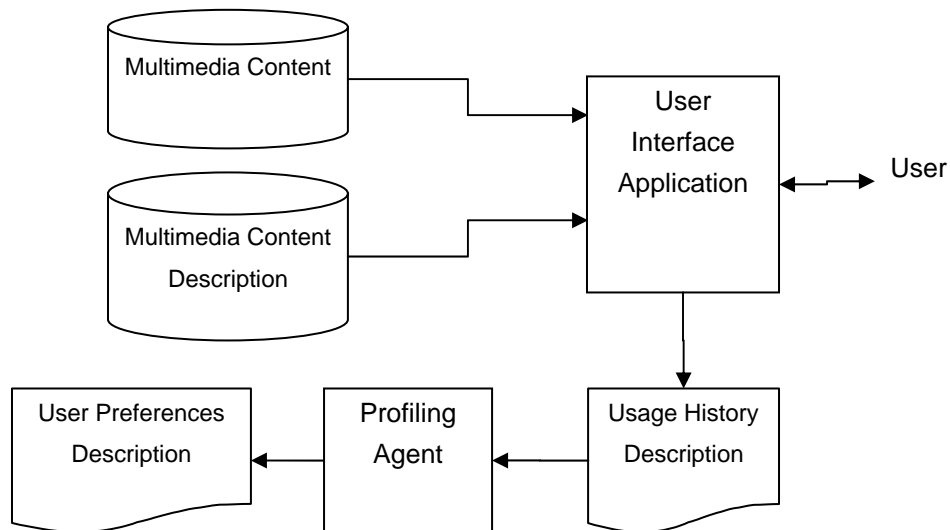 Multimedia Content
User
Interface
Application
User
Multimedia Content
Description
User Preferences
Description
Profiling
Agent
Usage History
Description